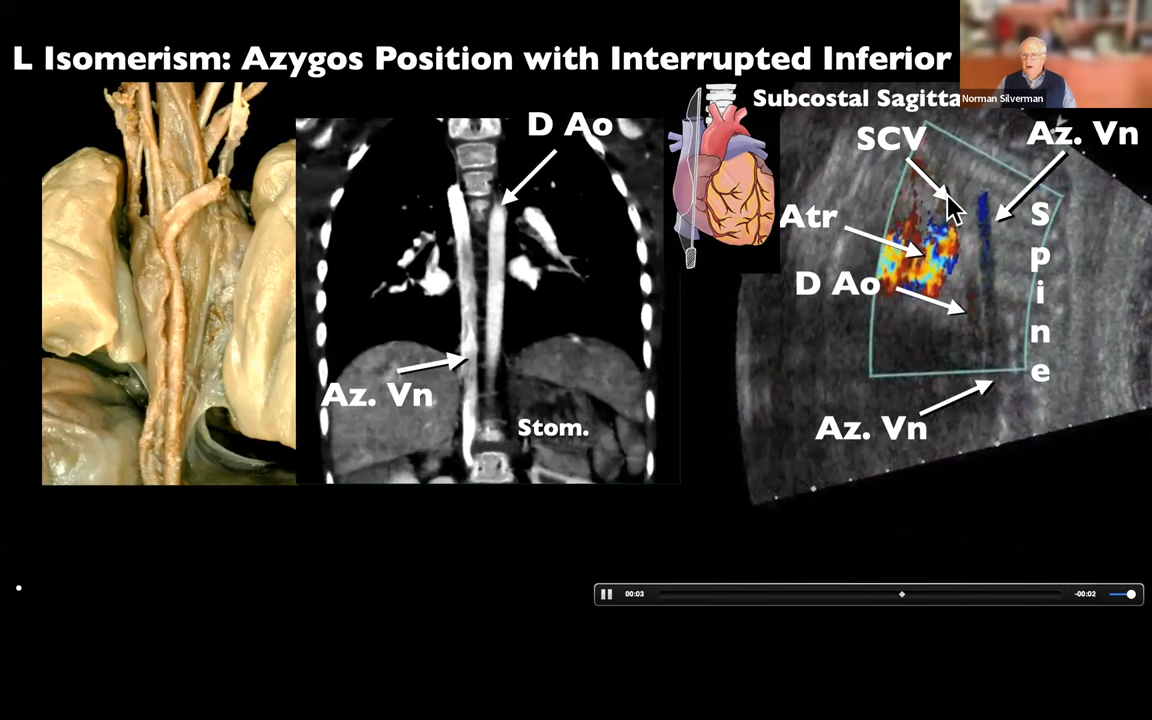 L Isomerism: Azygos Position with Interrupted Inferior
Norman Silverman
Subcostal Sagitta
D Ao
SCV
Az. Vn
Atr
D Ao
Spine
Az. Vn
Stom.
Az. Vn
00:03
-00:02